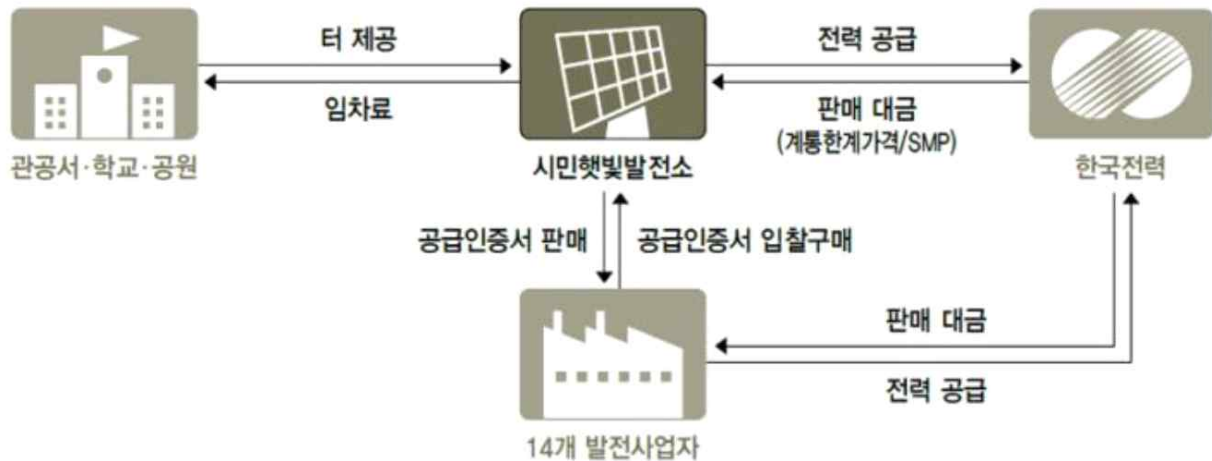 터 제공
임차료
관공서·학교·공원
시민햇빛발전소
전력 공급
판매 대금
(계통한계가격/SMP)
한국전력
공급인증서 판매
공급인증서 입찰구매
판매 대금
전력 공급
14개 발전사업자